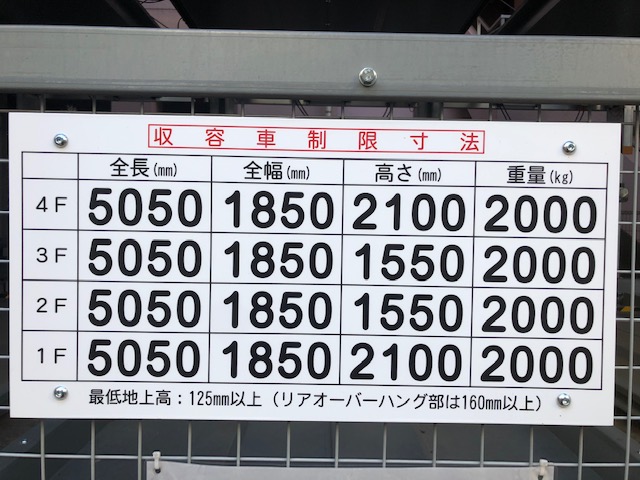 収容車制限寸法
全長(mm) 全幅(mm) 高さ(mm) 重量(kg)
4F 5050 1850 2100 2000
3F 5050 1850 1550 2000
2F 5050 1850 1550 2000
1F 5050 1850 2100 2000
最低地上高：125mm以上（リアオーバーハング部は160mm以上）